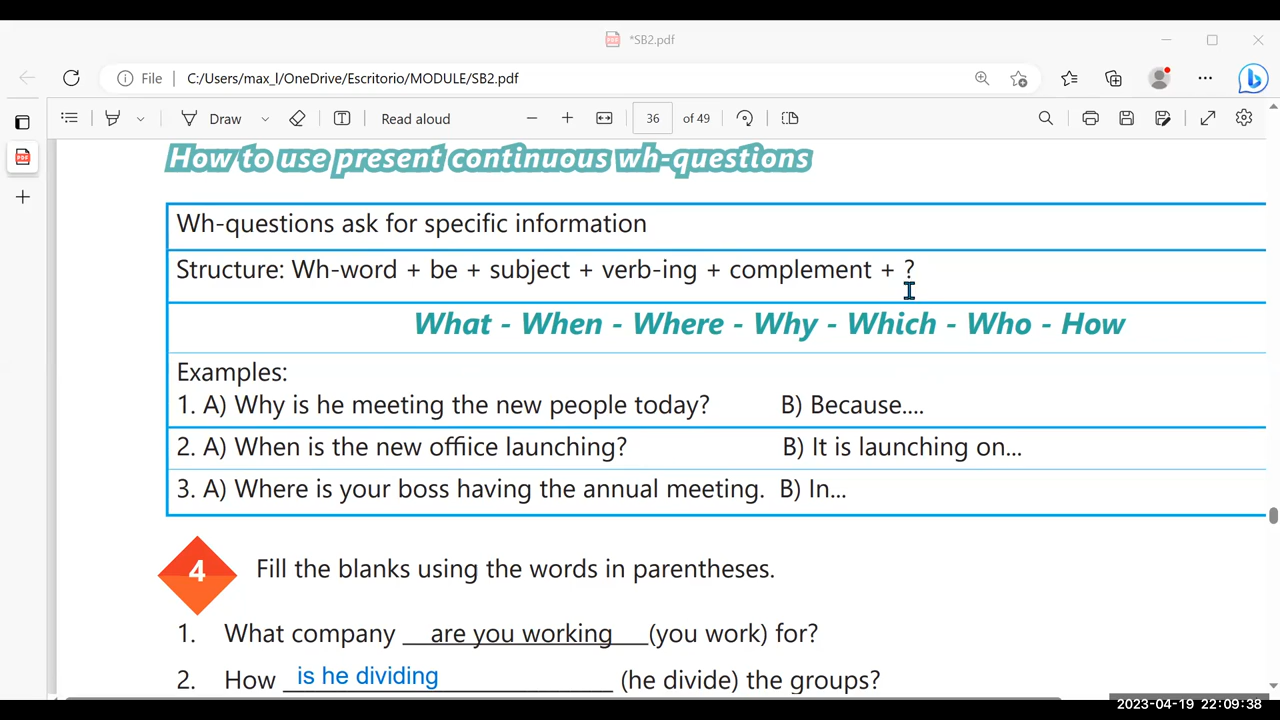 *SB2.pdf
File | C:/Users/max_l/OneDrive/Escritorio/MODULE/SB2.pdf
Draw Read aloud 36 of 49
How to use present continuous wh-questions
Wh-questions ask for specific information
Structure: Wh-word + be + subject + verb-ing + complement + ?
What - When - Where - Why - Which - Who - How
Examples:
1. A) Why is he meeting the new people today? B) Because....
2. A) When is the new office launching? B) It is launching on...
3. A) Where is your boss having the annual meeting. B) In...
4 Fill the blanks using the words in parentheses.
1. What company __are you working___(you work) for?
2. How is he dividing (he divide) the groups?
2023-04-19 22:09:38